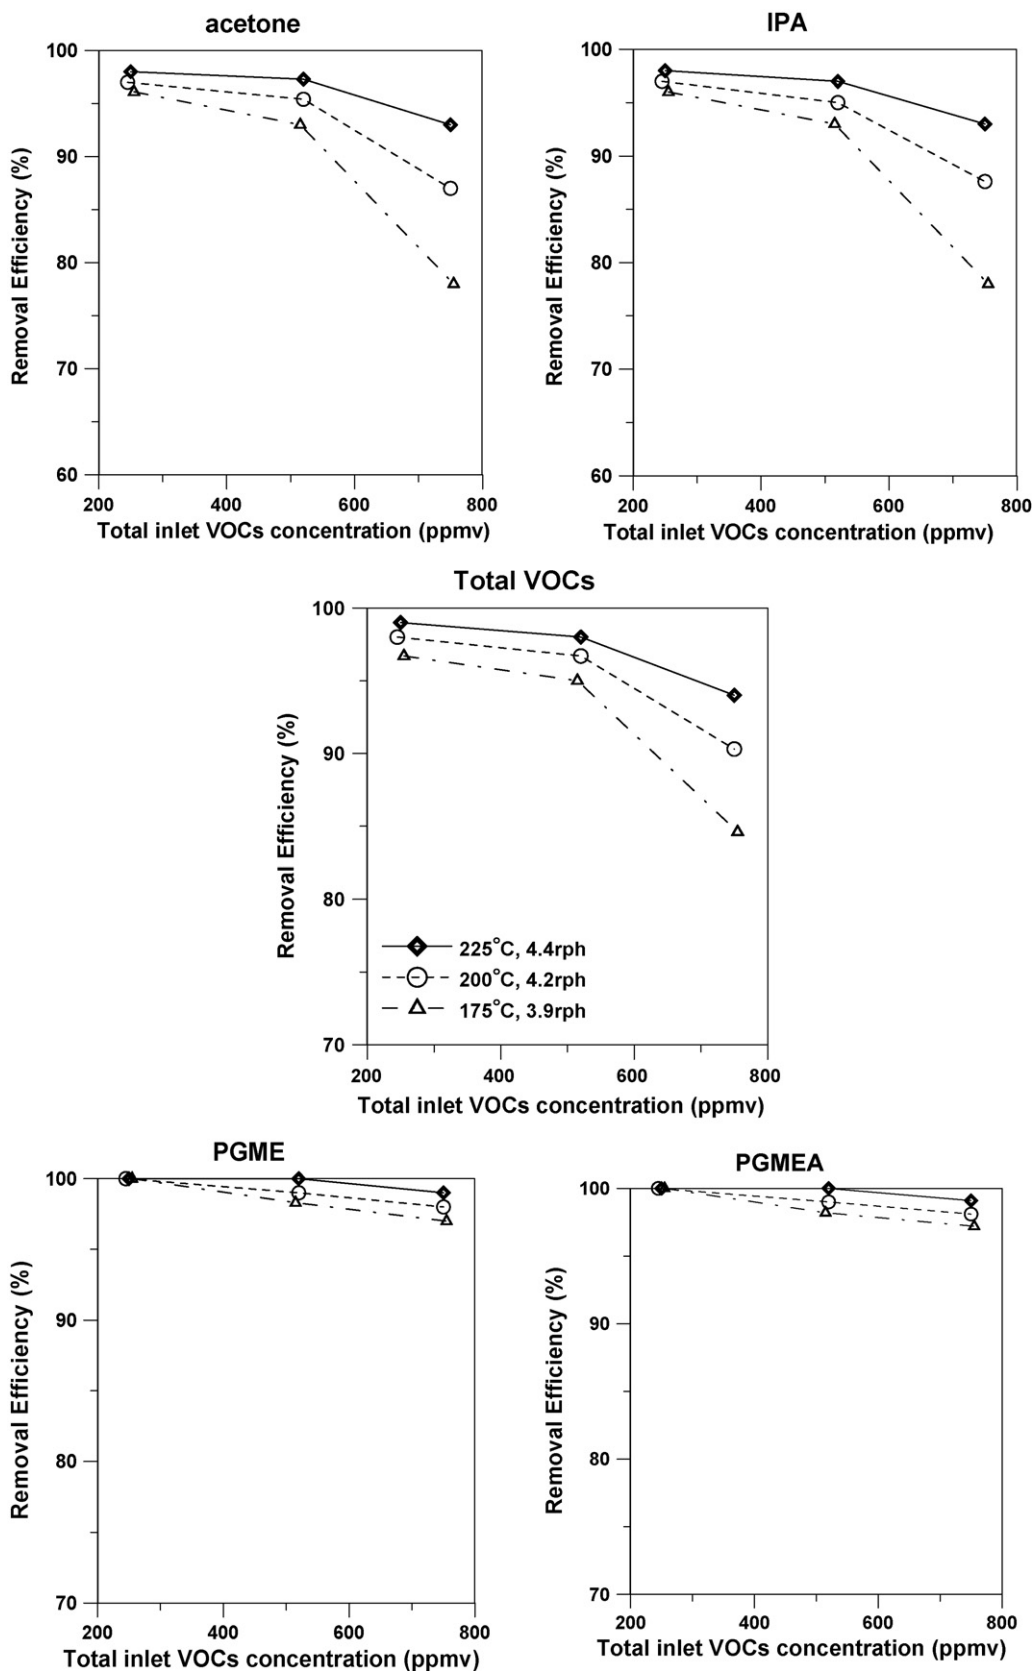 acetone
100
90
80
70
60
Removal Efficiency (%)
200 400 600 800
Total inlet VOCs concentration (ppmv)
IPA
100
90
80
70
60
Removal Efficiency (%)
200 400 600 800
Total inlet VOCs concentration (ppmv)
Total VOCs
100
90
80
70
Removal Efficiency (%)
225°C, 4.4rph
200°C, 4.2rph
175°C, 3.9rph
200 400 600 800
Total inlet VOCs concentration (ppmv)
PGME
100
90
80
70
Removal Efficiency (%)
200 400 600 800
Total inlet VOCs concentration (ppmv)
PGMEA
100
90
80
70
Removal Efficiency (%)
200 400 600 800
Total inlet VOCs concentration (ppmv)